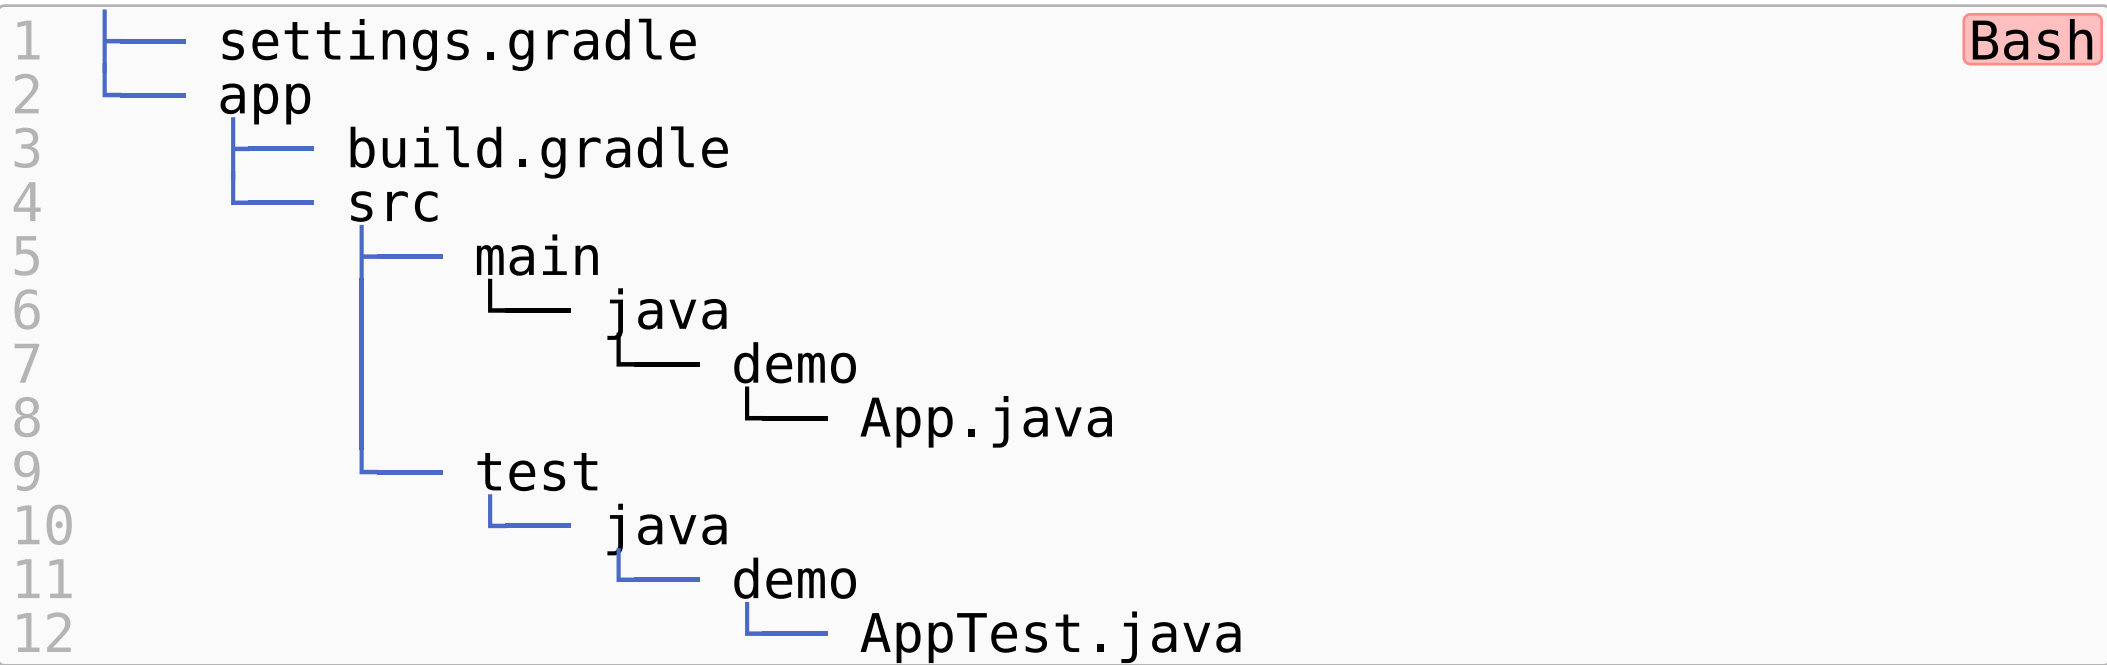 1 ├── settings.gradle Bash
2 └── app
3     ├── build.gradle
4     └── src
5         ├── main
6         │   └── java
7         │       └── demo
8         │           └── App.java
9         └── test
10            └── java
11                └── demo
12                    └── AppTest.java